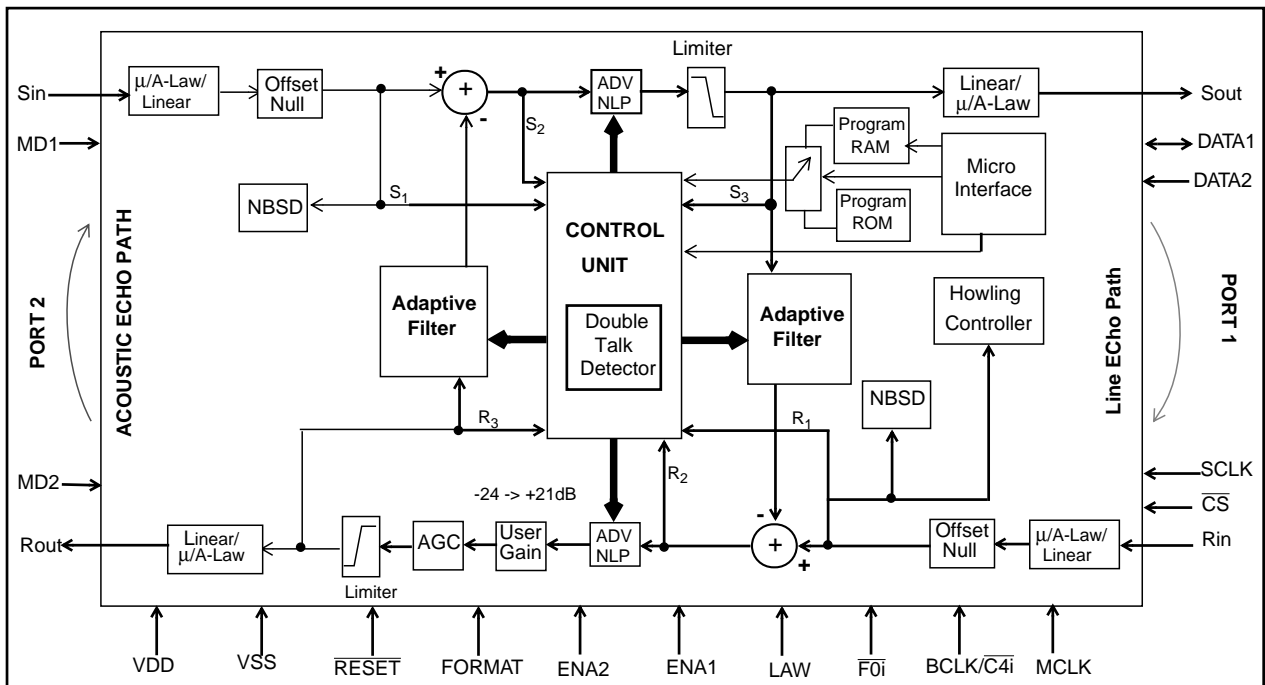 Limiter
Sin
μ/A-Law/
Linear
Offset
Null
+
+
-
ADV
NLP
Linear/
μ/A-Law
Sout
MD1
S2
Program
RAM
Micro
Interface
DATA1
DATA2
NBSD
S1
S3
Program
ROM
CONTROL
UNIT
PORT 2
ACOUSTIC ECHO PATH
Adaptive
Filter
Double
Talk
Detector
Adaptive
Filter
Howling
Controller
Line ECho Path
PORT 1
NBSD
R3
R1
R2
MD2
-24 -> +21dB
SCLK
CS
Rout
Linear/
μ/A-Law
Limiter
AGC
User
Gain
ADV
NLP
-
+
+
Offset
Null
μ/A-Law/
Linear
Rin
VDD
VSS
RESET
FORMAT
ENA2
ENA1
LAW
F0i
BCLK/C4i
MCLK